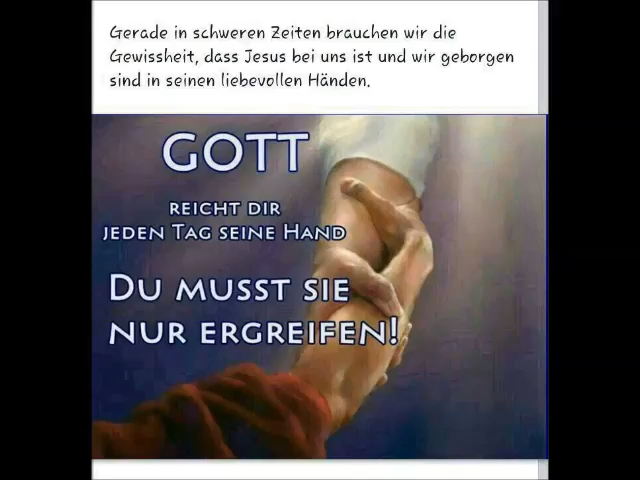 Gerade in schweren Zeiten brauchen wir die
Gewissheit, dass Jesus bei uns ist und wir geborgen
sind in seinen liebevollen Händen.
GOTT
REICHT DIR
JEDEN TAG SEINE HAND
DU MUSST SIE
NUR ERGREIFEN!